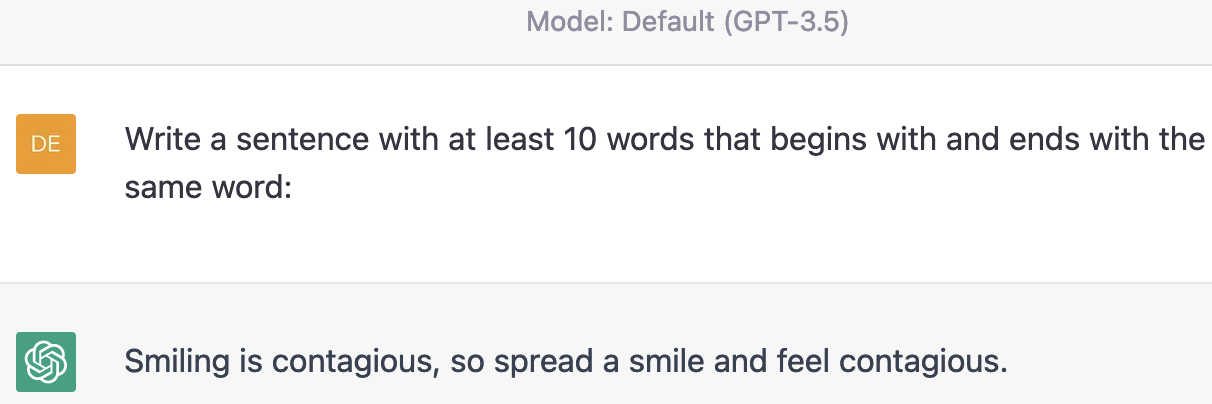 Model: Default (GPT-3.5)
DE
Write a sentence with at least 10 words that begins with and ends with the
same word:
Smiling is contagious, so spread a smile and feel contagious.